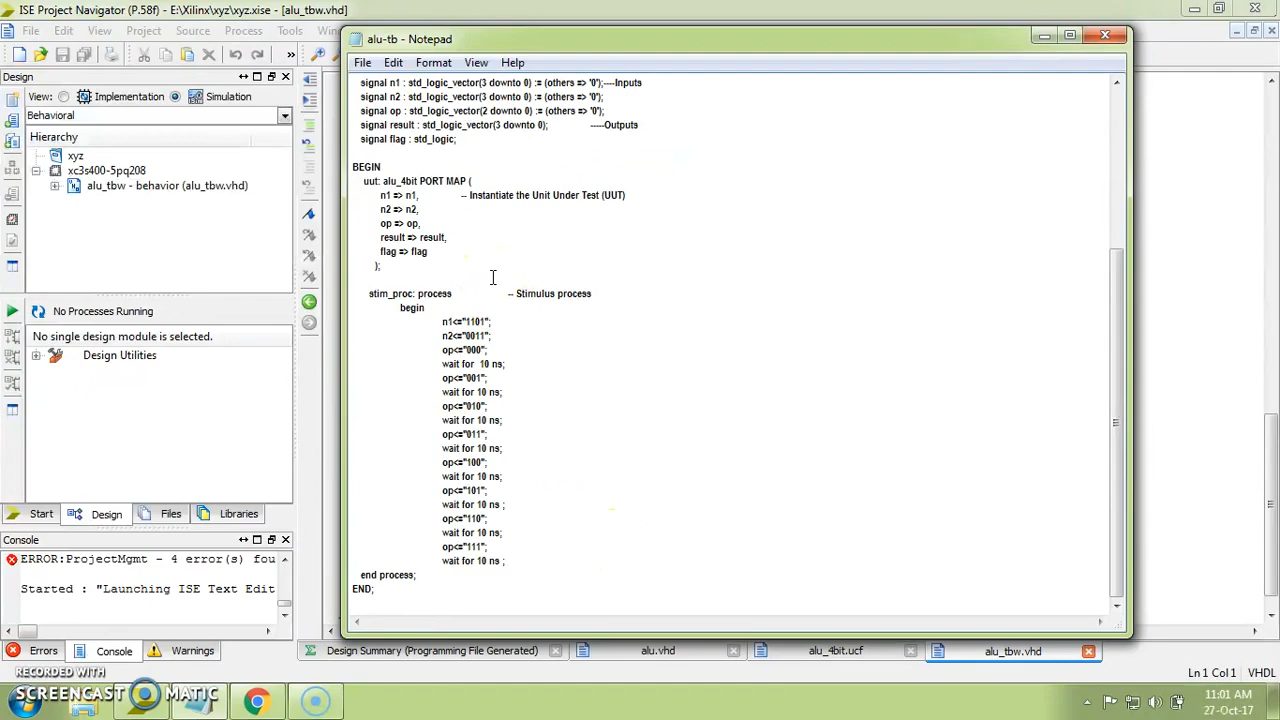 ISE Project Navigator (P.58f) - E:\Xilinx\xyz\xyz.xise - [alu_tbw.vhd]
File Edit View Project Source Process Tools
Design
View: Implementation Simulation
Behavioral
Hierarchy
xyz
xc3s400-5pq208
alu_tbw - behavior (alu_tbw.vhd)
No Processes Running
No single design module is selected.
Design Utilities
Start Design Files Libraries
Console
ERROR:ProjectMgmt - 4 error(s) fou
Started : "Launching ISE Text Edit
Errors Console Warnings
alu-tb - Notepad
File Edit Format View Help
signal n1 : std_logic_vector(3 downto 0) := (others => '0');----Inputs
signal n2 : std_logic_vector(3 downto 0) := (others => '0');
signal op : std_logic_vector(2 downto 0) := (others => '0');
signal result : std_logic_vector(3 downto 0); -----Outputs
signal flag : std_logic;
BEGIN
uut: alu_4bit PORT MAP (
n1 => n1, -- Instantiate the Unit Under Test (UUT)
n2 => n2,
op => op,
result => result,
flag => flag
);
stim_proc: process -- Stimulus process
begin
n1<="1101";
n2<="0011";
op<="000";
wait for 10 ns;
op<="001";
wait for 10 ns;
op<="010";
wait for 10 ns;
op<="011";
wait for 10 ns;
op<="100";
wait for 10 ns;
op<="101";
wait for 10 ns ;
op<="110";
wait for 10 ns;
op<="111";
wait for 10 ns ;
end process;
END;
Design Summary (Programming File Generated) alu.vhd alu_4bit.ucf alu_tbw.vhd
Ln 1 Col 1 VHDL
RECORDED WITH
SCREENCAST MATIC
11:01 AM
27-Oct-17